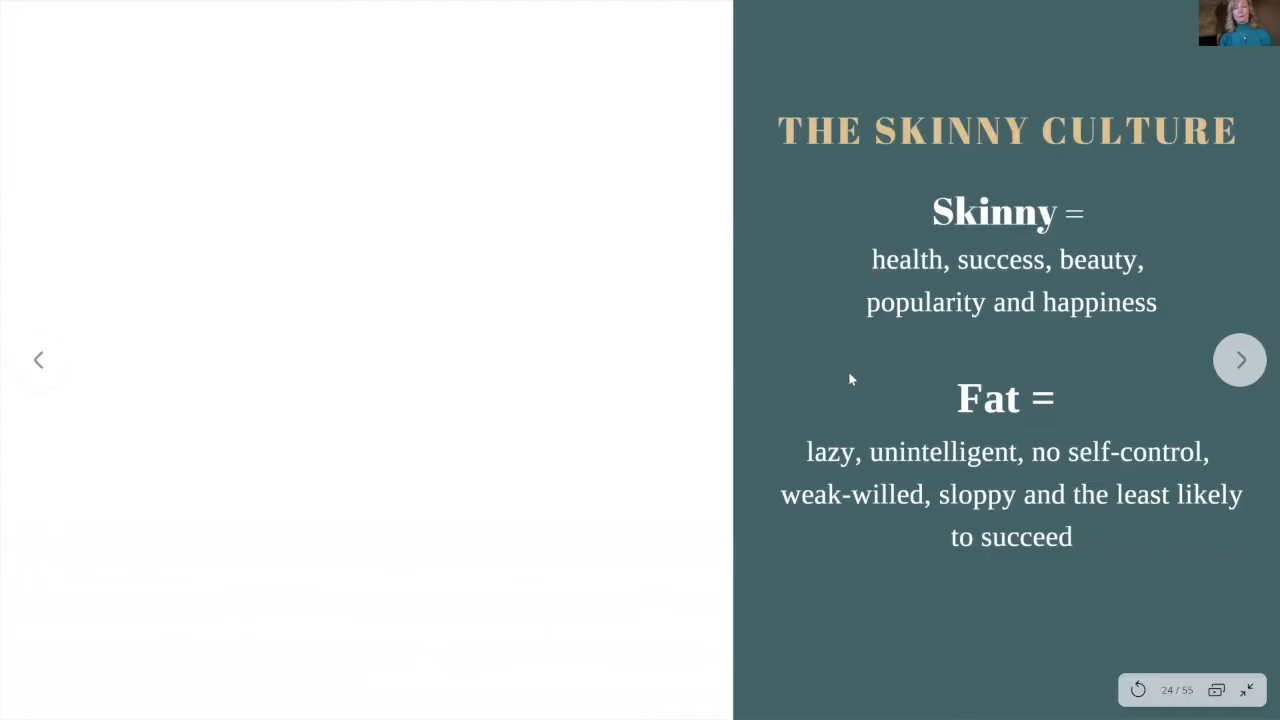 THE SKINNY CULTURE
Skinny =
health, success, beauty,
popularity and happiness
Fat =
lazy, unintelligent, no self-control,
weak-willed, sloppy and the least likely
to succeed
24 / 55